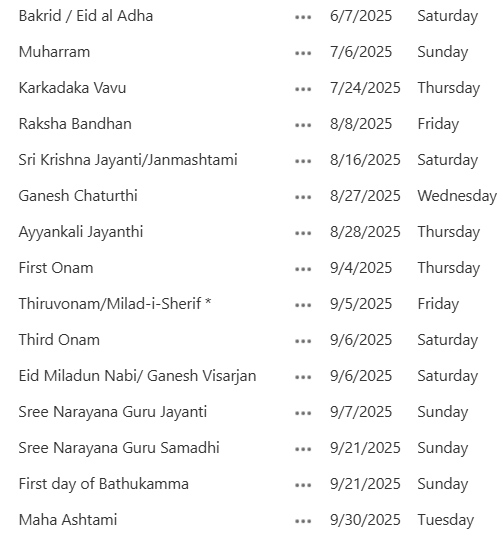 Bakrid / Eid al Adha ••• 6/7/2025 Saturday
Muharram ••• 7/6/2025 Sunday
Karkadaka Vavu ••• 7/24/2025 Thursday
Raksha Bandhan ••• 8/8/2025 Friday
Sri Krishna Jayanti/Janmashtami ••• 8/16/2025 Saturday
Ganesh Chaturthi ••• 8/27/2025 Wednesday
Ayyankali Jayanthi ••• 8/28/2025 Thursday
First Onam ••• 9/4/2025 Thursday
Thiruvonam/Milad-i-Sherif * ••• 9/5/2025 Friday
Third Onam ••• 9/6/2025 Saturday
Eid Miladun Nabi/ Ganesh Visarjan ••• 9/6/2025 Saturday
Sree Narayana Guru Jayanti ••• 9/7/2025 Sunday
Sree Narayana Guru Samadhi ••• 9/21/2025 Sunday
First day of Bathukamma ••• 9/21/2025 Sunday
Maha Ashtami ••• 9/30/2025 Tuesday